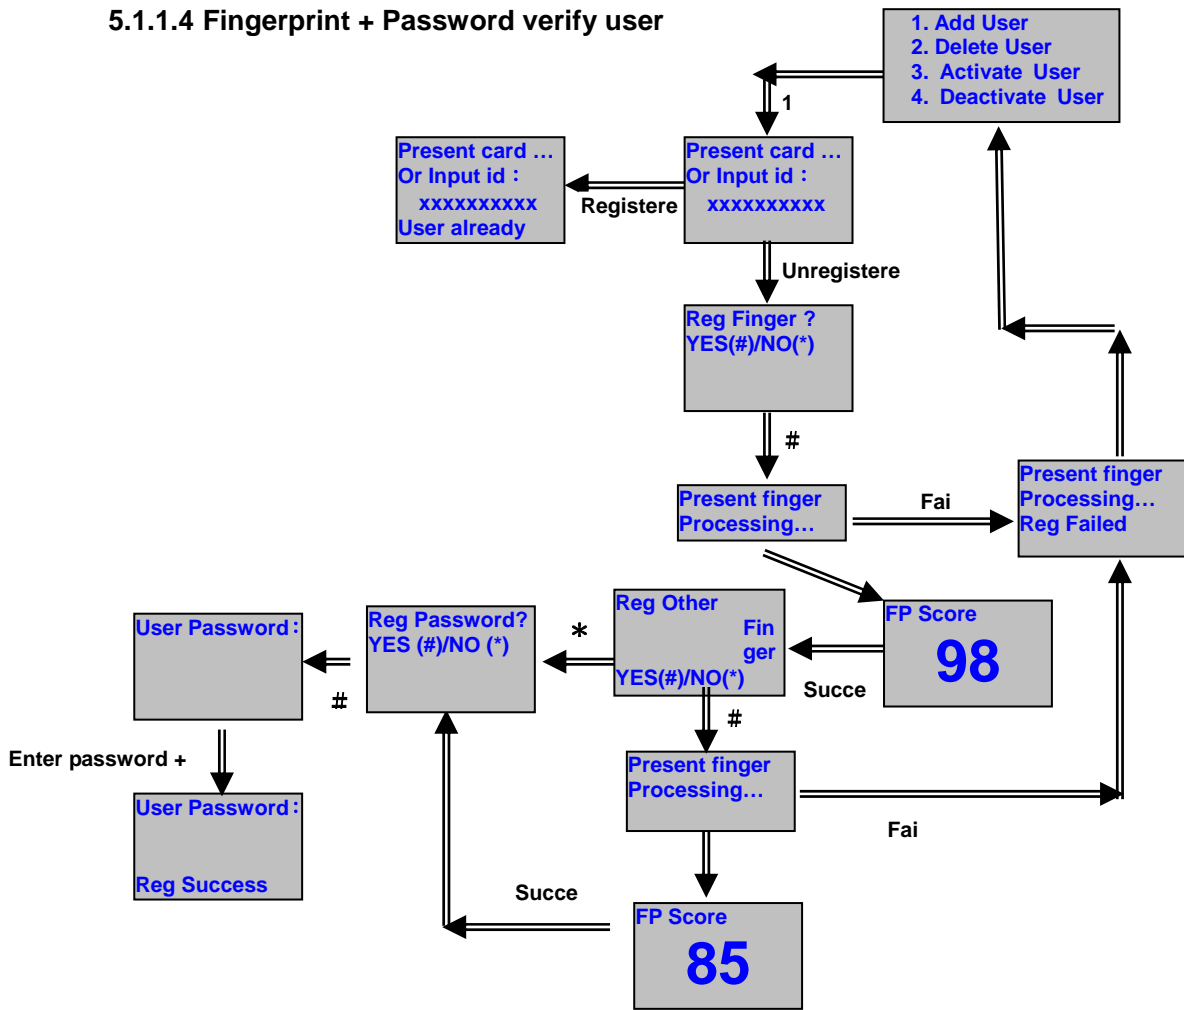 5.1.1.4 Fingerprint + Password verify user
1. Add User
2. Delete User
3. Activate User
4. Deactivate User
1
Present card …
Or Input id：
xxxxxxxxxx
User already
Registere
Present card …
Or Input id：
xxxxxxxxxx
Unregistere
Reg Finger ?
YES(#)/NO(*)
#
Present finger
Processing…
Fai
Present finger
Processing…
Reg Failed
FP Score
98
Succe
Reg Other
Fin
ger
YES(#)/NO(*)
*
Reg Password?
YES (#)/NO (*)
#
User Password：
Enter password +
User Password：
Reg Success
#
Present finger
Processing…
Fai
FP Score
85
Succe